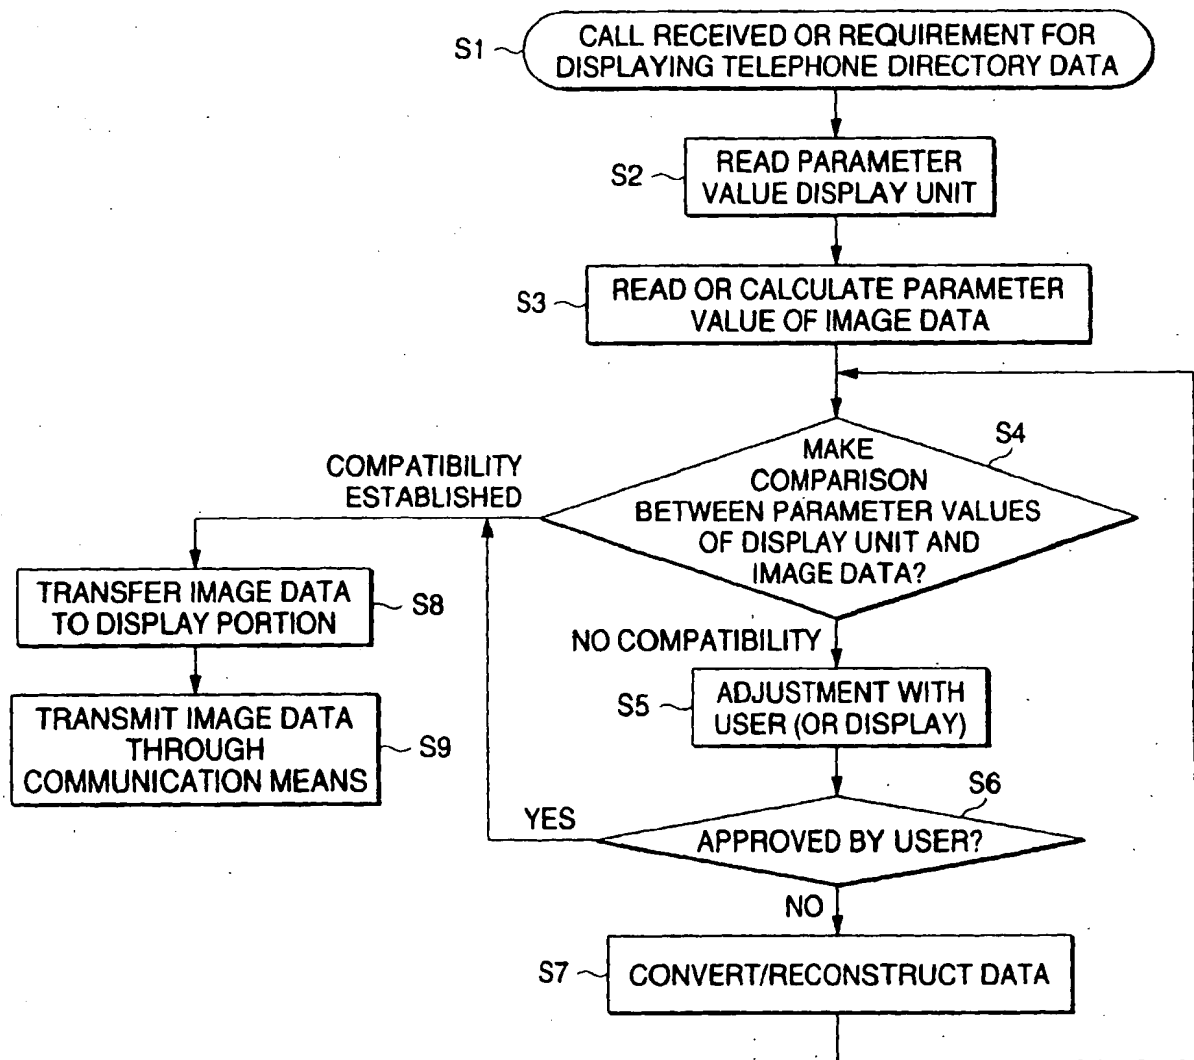 S1
CALL RECEIVED OR REQUIREMENT FOR
DISPLAYING TELEPHONE DIRECTORY DATA
S2
READ PARAMETER
VALUE DISPLAY UNIT
S3
READ OR CALCULATE PARAMETER
VALUE OF IMAGE DATA
S4
MAKE
COMPARISON
BETWEEN PARAMETER VALUES
OF DISPLAY UNIT AND
IMAGE DATA?
COMPATIBILITY
ESTABLISHED
TRANSFER IMAGE DATA
TO DISPLAY PORTION
S8
TRANSMIT IMAGE DATA
THROUGH
COMMUNICATION MEANS
S9
NO COMPATIBILITY
S5
ADJUSTMENT WITH
USER (OR DISPLAY)
S6
APPROVED BY USER?
YES
NO
S7
CONVERT/RECONSTRUCT DATA